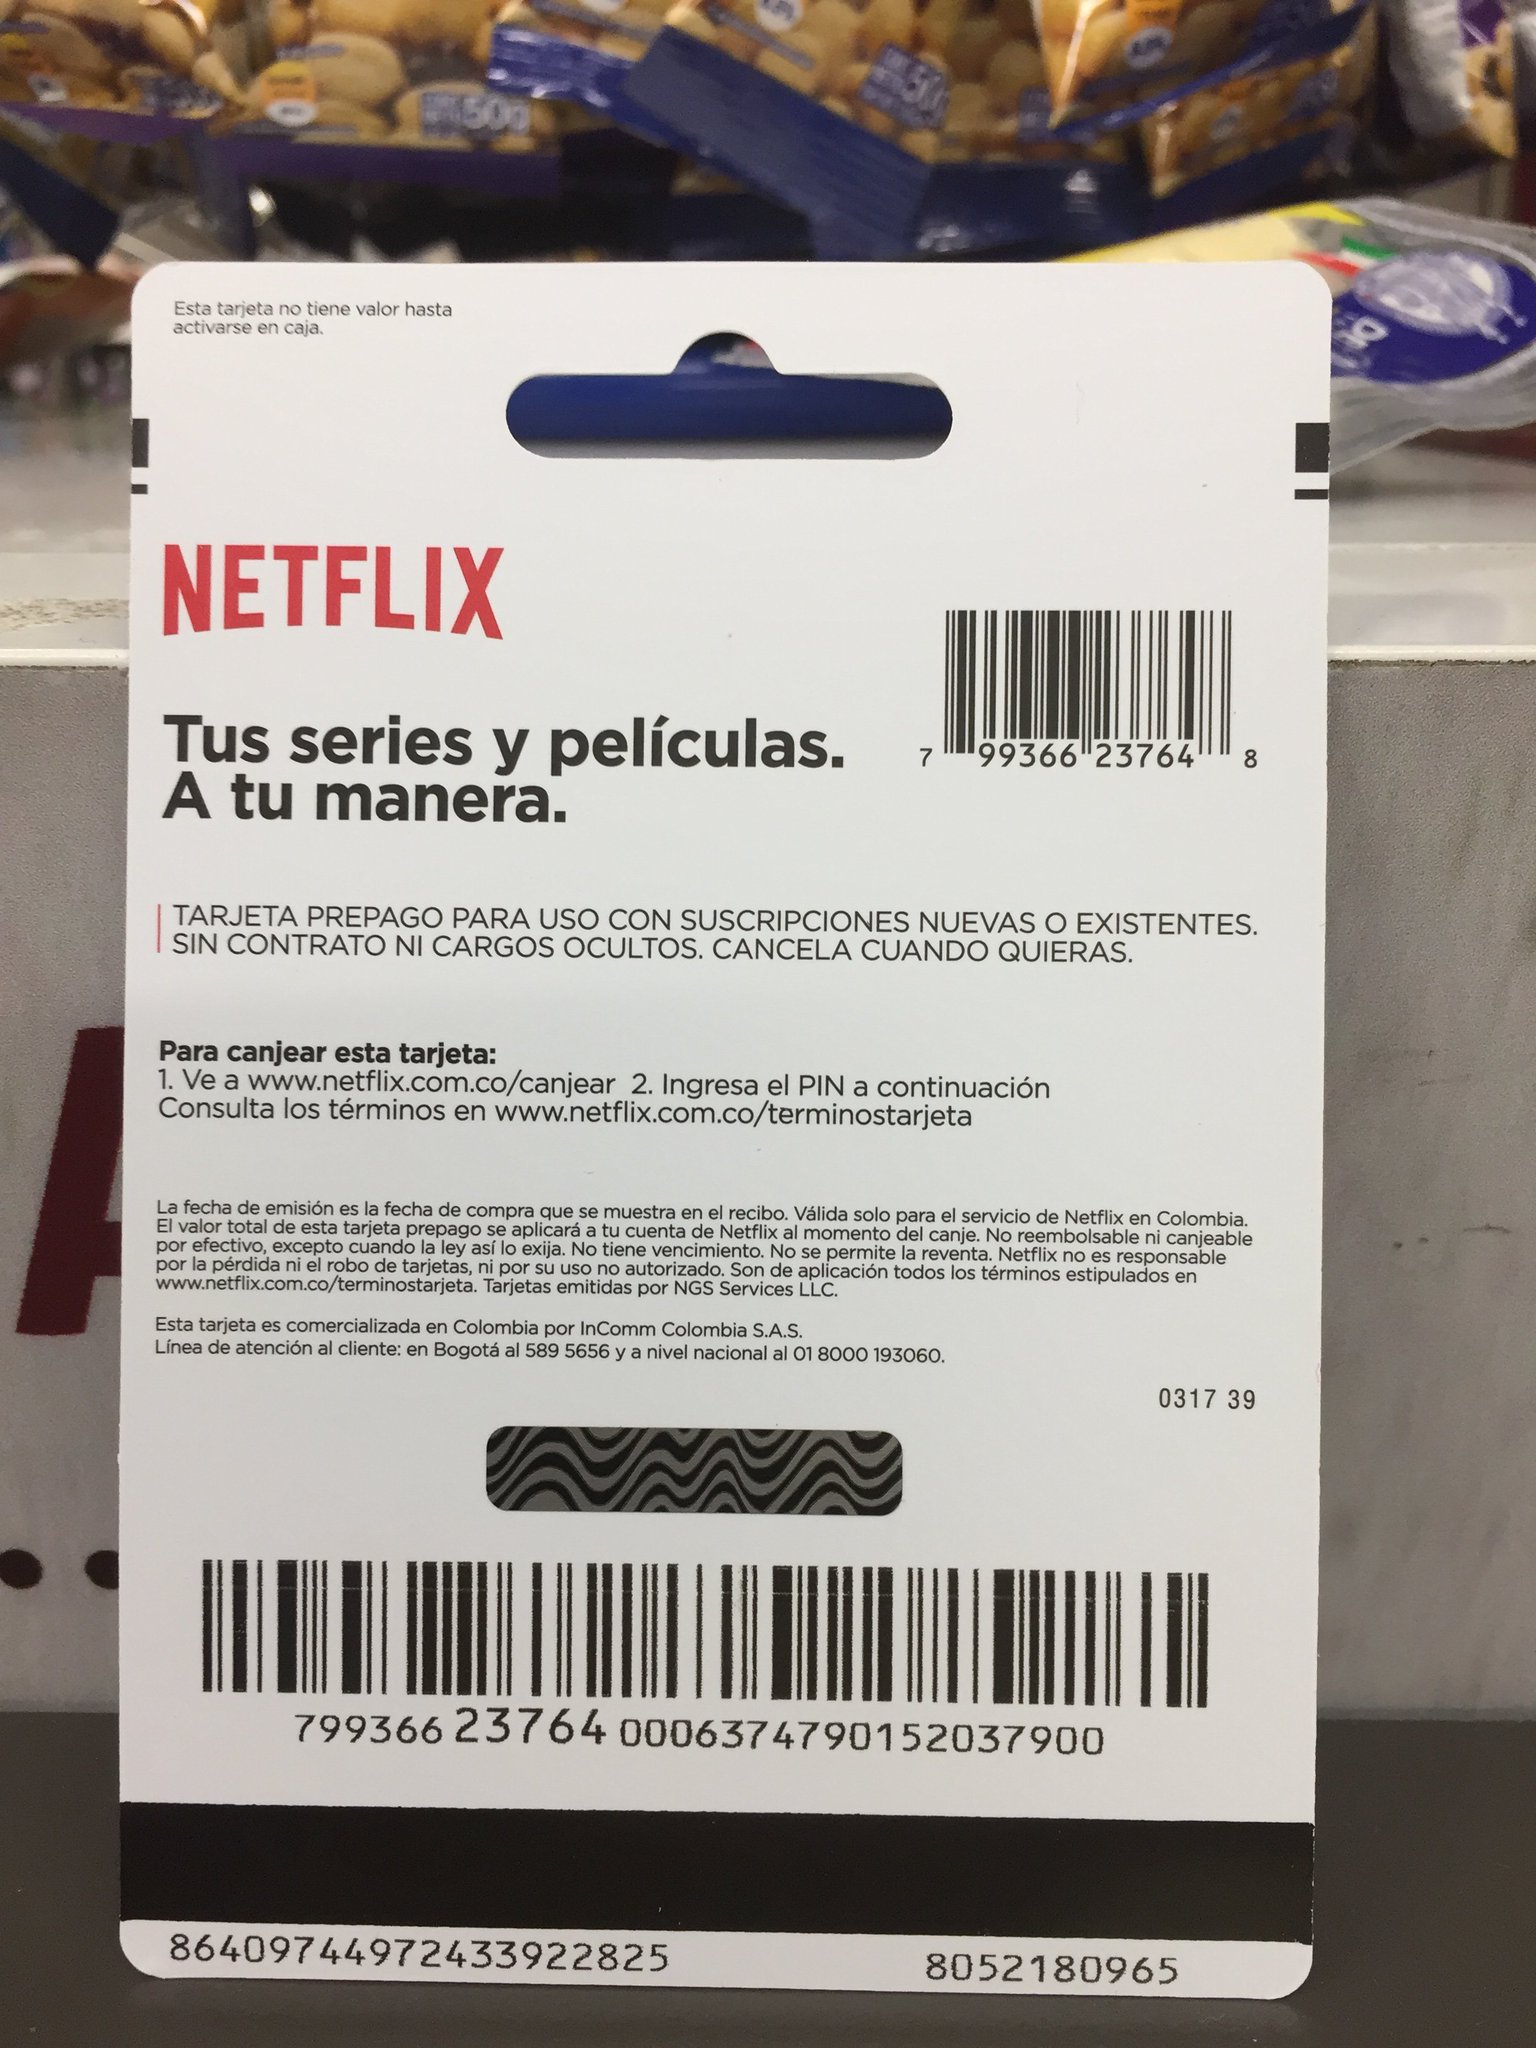 Esta tarjeta no tiene valor hasta
activarse en caja.
NETFLIX
7 99366 23764 8
Tus series y películas.
A tu manera.
TARJETA PREPAGO PARA USO CON SUSCRIPCIONES NUEVAS O EXISTENTES.
SIN CONTRATO NI CARGOS OCULTOS. CANCELA CUANDO QUIERAS.
Para canjear esta tarjeta:
1. Ve a www.netflix.com.co/canjear 2. Ingresa el PIN a continuación
Consulta los términos en www.netflix.com.co/terminostarjeta
La fecha de emisión es la fecha de compra que se muestra en el recibo. Válida solo para el servicio de Netflix en Colombia.
El valor total de esta tarjeta prepago se aplicará a tu cuenta de Netflix al momento del canje. No reembolsable ni canjeable
por efectivo, excepto cuando la ley así lo exija. No tiene vencimiento. No se permite la reventa. Netflix no es responsable
por la pérdida ni el robo de tarjetas, ni por su uso no autorizado. Son de aplicación todos los términos estipulados en
www.netflix.com.co/terminostarjeta. Tarjetas emitidas por NGS Services LLC.
Esta tarjeta es comercializada en Colombia por InComm Colombia S.A.S.
Línea de atención al cliente: en Bogotá al 589 5656 y a nivel nacional al 01 8000 193060.
0317 39
799366 23764 0006374790152037900
86409744972433922825 8052180965